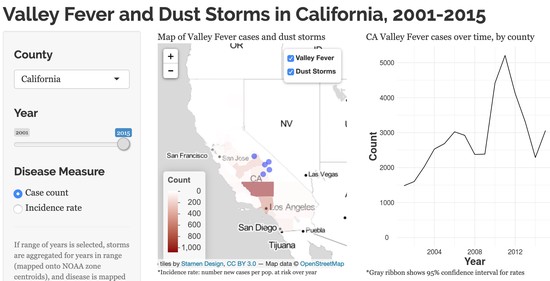 Valley Fever and Dust Storms in California, 2001-2015
County
California
Year
2001
2015
Disease Measure
Case count
Incidence rate
If range of years is selected, storms
are aggregated for years in range
(mapped onto NOAA zone
centroids), and disease is mapped
Map of Valley Fever cases and dust storms
+
−
Valley Fever
Dust Storms
OR
NV
San Francisco
San Jose
CA
Las Vegas
Los Angeles
San Diego
Puebla
Tijuana
Count
0
200
400
600
800
1,000
tiles by Stamen Design, CC BY 3.0 — Map data © OpenStreetMap
*Incidence rate: number new cases per pop. at risk over year
CA Valley Fever cases over time, by county
Count
5000
4000
3000
2000
1000
0
2004
2008
2012
Year
*Gray ribbon shows 95% confidence interval for rates